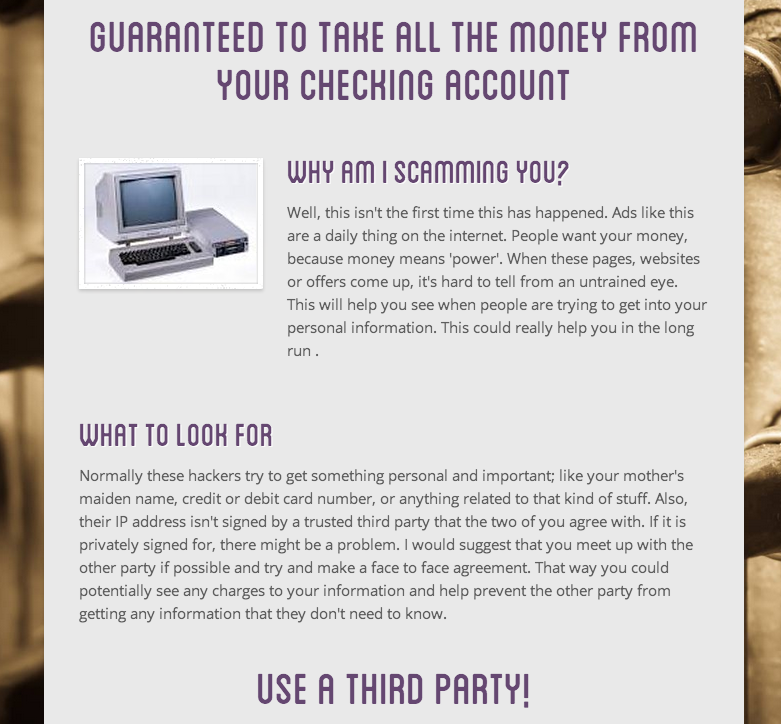 GUARANTEED TO TAKE ALL THE MONEY FROM
YOUR CHECKING ACCOUNT
WHY AM I SCAMMING YOU?
Well, this isn't the first time this has happened. Ads like this
are a daily thing on the internet. People want your money,
because money means 'power'. When these pages, websites
or offers come up, it's hard to tell from an untrained eye.
This will help you see when people are trying to get into your
personal information. This could really help you in the long
run .
WHAT TO LOOK FOR
Normally these hackers try to get something personal and important; like your mother's
maiden name, credit or debit card number, or anything related to that kind of stuff. Also,
their IP address isn't signed by a trusted third party that the two of you agree with. If it is
privately signed for, there might be a problem. I would suggest that you meet up with the
other party if possible and try and make a face to face agreement. That way you could
potentially see any charges to your information and help prevent the other party from
getting any information that they don't need to know.
USE A THIRD PARTY!